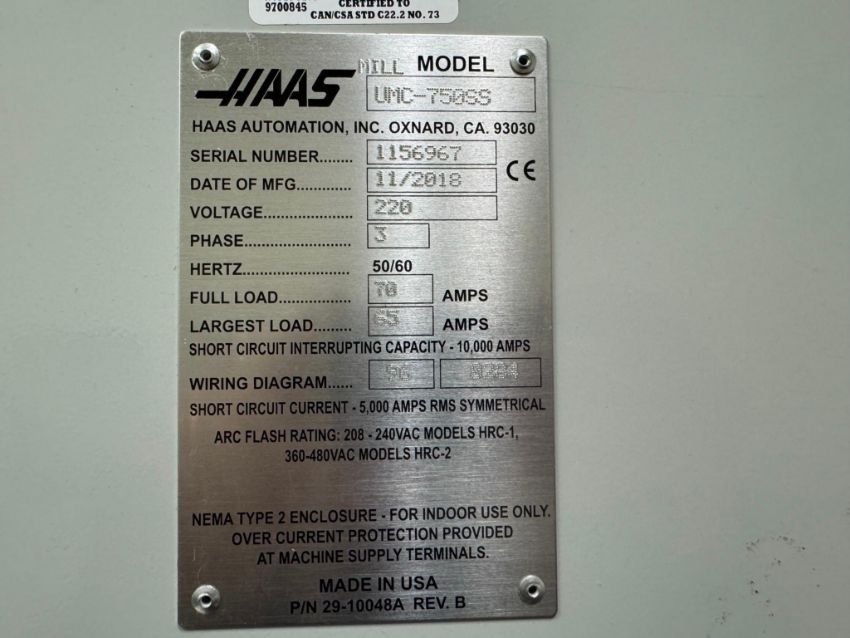 9700845
CERTIFIED TO
CAN/CSA STD C22.2 NO. 73
HAAS MILL MODEL
UMC-750SS
HAAS AUTOMATION, INC. OXNARD, CA. 93030
SERIAL NUMBER........ 1156967
CE
DATE OF MFG............ 11/2018
VOLTAGE..................... 220
PHASE......................... 3
HERTZ......................... 50/60
FULL LOAD................. 70 AMPS
LARGEST LOAD......... 65 AMPS
SHORT CIRCUIT INTERRUPTING CAPACITY - 10,000 AMPS
WIRING DIAGRAM...... 96
SHORT CIRCUIT CURRENT - 5,000 AMPS RMS SYMMETRICAL
ARC FLASH RATING: 208 - 240VAC MODELS HRC-1,
360-480VAC MODELS HRC-2
NEMA TYPE 2 ENCLOSURE - FOR INDOOR USE ONLY.
OVER CURRENT PROTECTION PROVIDED
AT MACHINE SUPPLY TERMINALS.
MADE IN USA
P/N 29-10048A REV. B